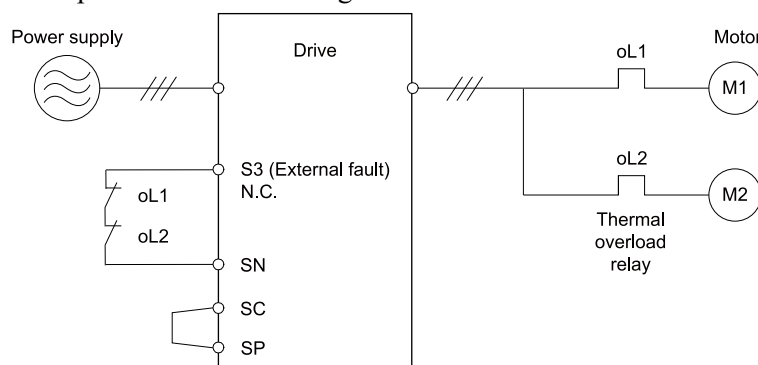 Power supply
Drive
oL1
Motor
M1
S3 (External fault)
N.C.
oL1
oL2
oL2
M2
Thermal
overload
relay
SN
SC
SP